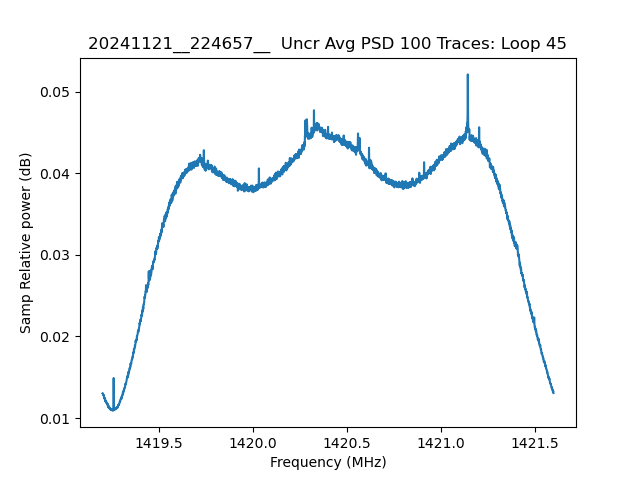 20241121__224657__  Uncr Avg PSD 100 Traces: Loop 45
Samp Relative power (dB)
0.05
0.04
0.03
0.02
0.01
1419.5 1420.0 1420.5 1421.0 1421.5
Frequency (MHz)